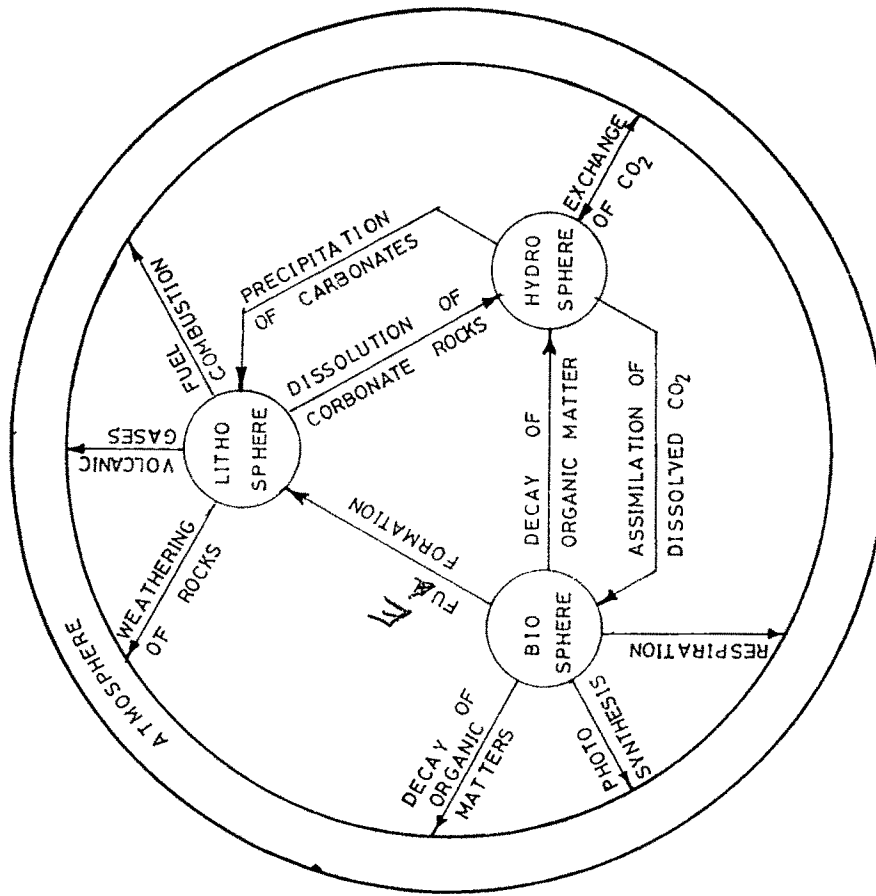 ATMOSPHERE
WEATHERING
OF ROCKS
VOLCANIC
GASES
FUEL
COMBUSTION
LITHO
SPHERE
PRECIPITATION
OF CARBONATES
DISSOLUTION OF
CORBONATE ROCKS
EXCHANGE
OF CO₂
HYDRO
SPHERE
FORMATION
DECAY OF
ORGANIC MATTER
ASSIMILATION OF
DISSOLVED CO₂
BIO
SPHERE
DECAY OF
ORGANIC
MATTERS
PHOTO
SYNTHESIS
RESPIRATION